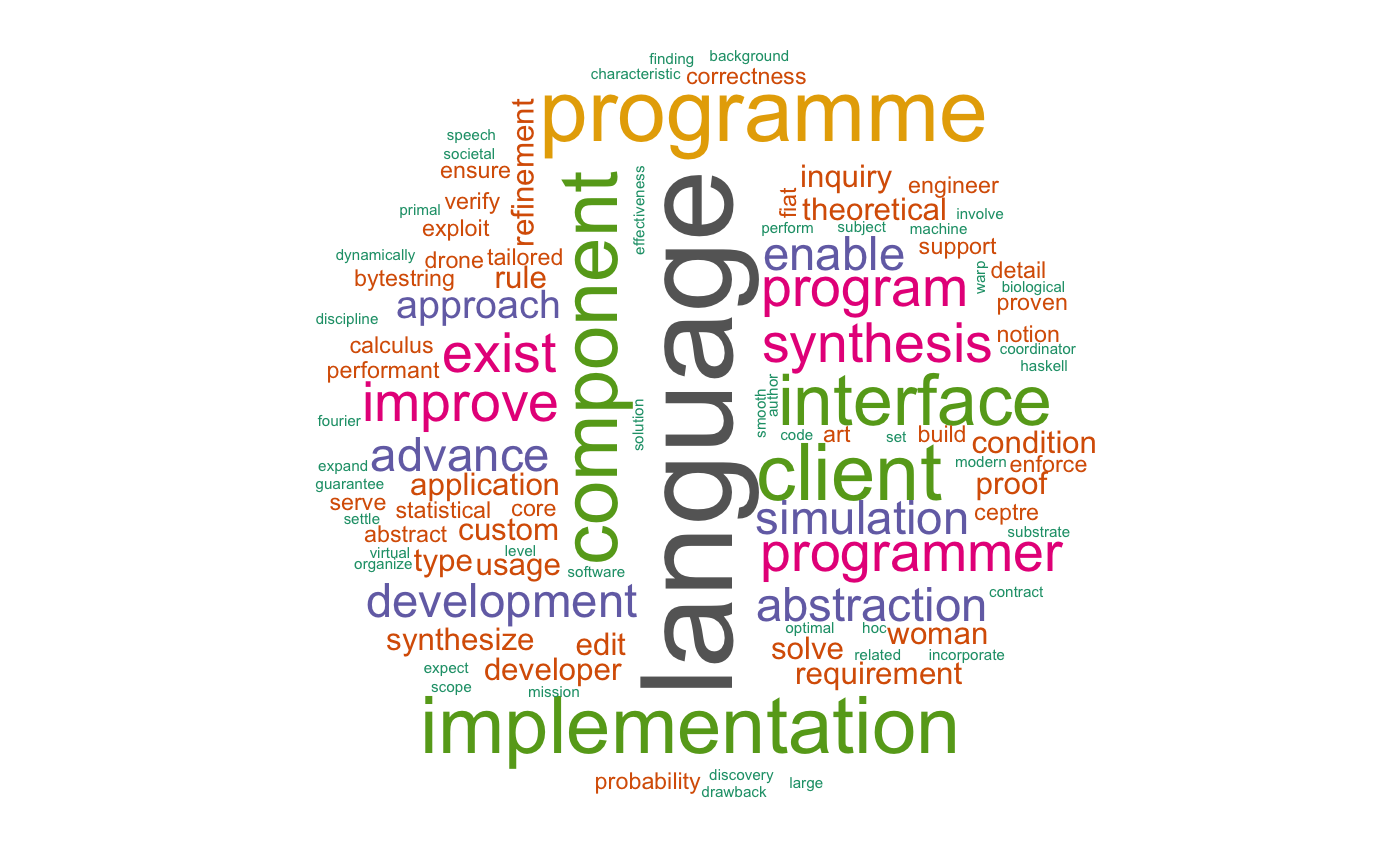 finding
background
characteristic
correctness
programme
speech
societal
ensure
refinement
primal
verify
exploit
dynamically
drone
tailored
bytestring
rule
approach
discipline
calculus
exist
performant
improve
fourier
advance
expand
guarantee
application
serve
statistical
core
settle
abstract
custom
virtual
organize
type
level
usage
software
component
effectiveness
solution
language
inquiry
engineer
fiat
theoretical
involve
perform
subject
machine
enable
support
warp
detail
biological
program
proven
synthesis
notion
coordinator
haskell
smooth
author
interface
code
art
set
build
condition
client
modern
enforce
proof
simulation
ceptre
substrate
programmer
abstraction
contract
optimal
hoc
woman
solve
related
incorporate
requirement
development
synthesize
edit
expect
developer
scope
mission
implementation
probability
discovery
large
drawback